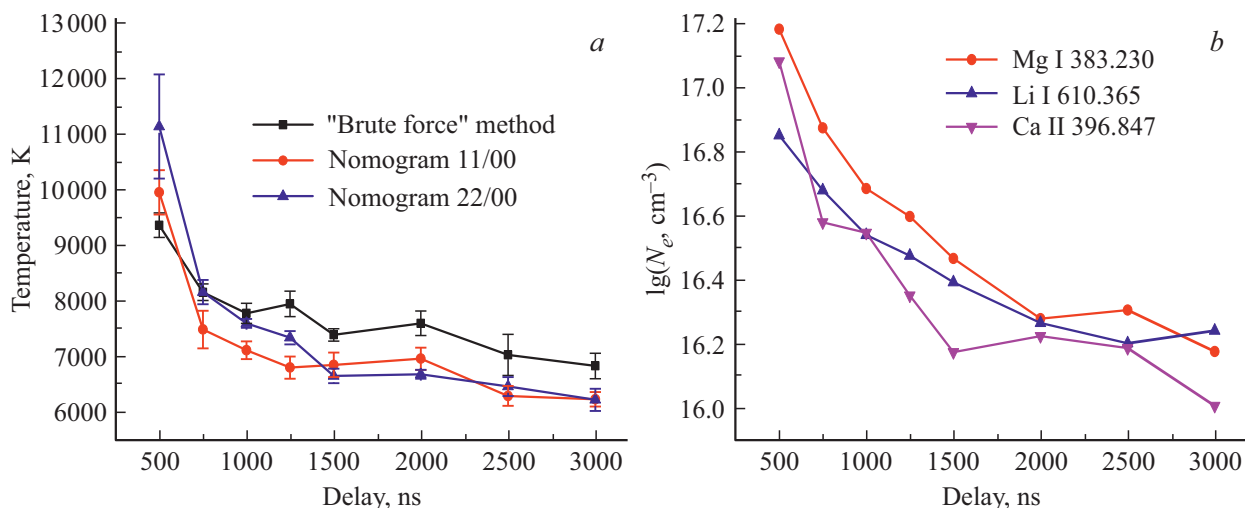 a
13 000
12 000
11 000
10 000
9000
8000
7000
6000
Temperature, K
"Brute force" method
Nomogram 11/00
Nomogram 22/00
500 1000 1500 2000 2500 3000
Delay, ns
b
17.2
17.0
16.8
16.6
16.4
16.2
16.0
lg(Nₑ, cm⁻³)
Mg I 383.230
Li I 610.365
Ca II 396.847
500 1000 1500 2000 2500 3000
Delay, ns